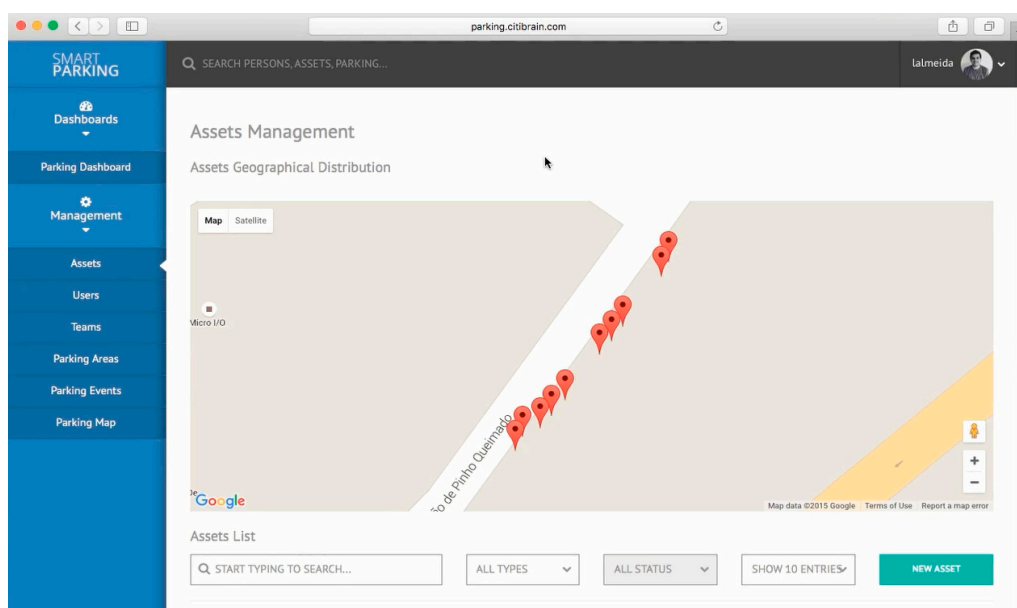 parking.citibrain.com
SMART
PARKING
SEARCH PERSONS, ASSETS, PARKING...
lalmeida
Dashboards
Parking Dashboard
Management
Assets
Users
Teams
Parking Areas
Parking Events
Parking Map
Assets Management
Assets Geographical Distribution
Map Satellite
Micro I/O
ão de Pinho Queimado
Google
Map data ©2015 Google Terms of Use Report a map error
Assets List
START TYPING TO SEARCH...
ALL TYPES
ALL STATUS
SHOW 10 ENTRIES
NEW ASSET